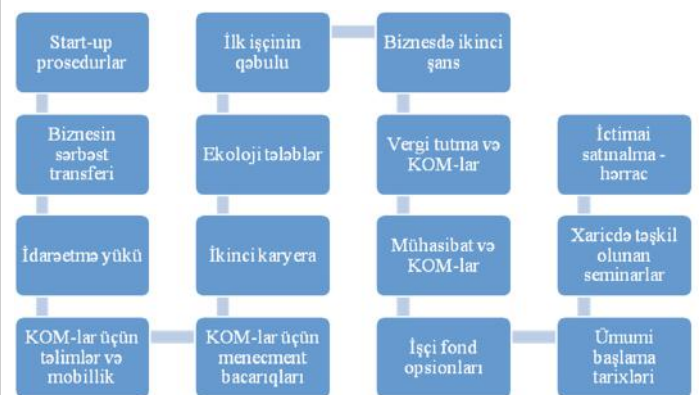 Start-up
prosedurlar
Biznesin
sərbəst
transferi
İdarəetmə yükü
KOM-lar üçün
təlimlər və
mobillik
KOM-lar üçün
menecment
bacarıqları
İkinci karyera
Ekoloji tələblər
İlk işçinin
qəbulu
Biznesdə ikinci
şans
Vergi tutma və
KOM-lar
Mühasibat və
KOM-lar
İşçi fond
opsionları
Ümumi
başlama
tarixləri
Xaricdə təşkil
olunan
seminarlar
İctimai
satınalma -
hərrac